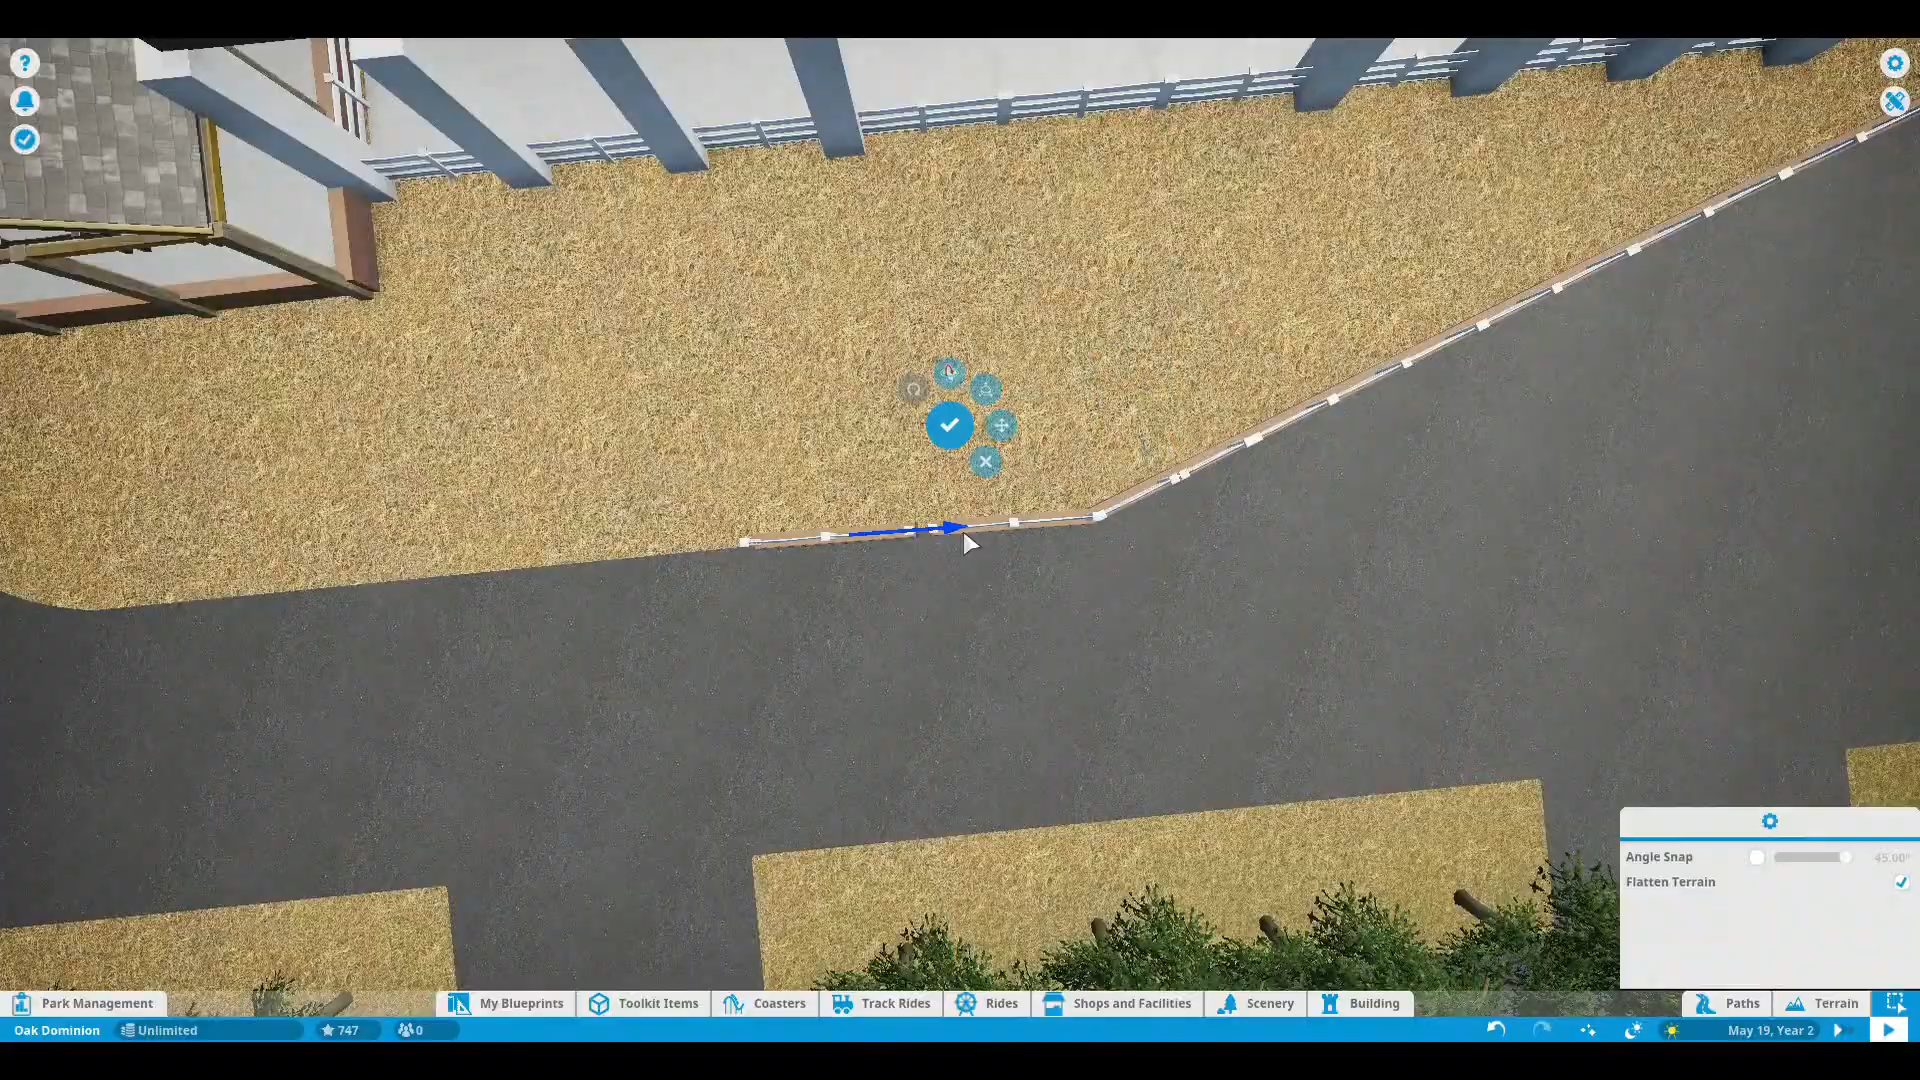 Angle Snap 45.00°
Flatten Terrain
Park Management My Blueprints Toolkit Items Coasters Track Rides Rides Shops and Facilities Scenery Building Paths Terrain
Oak Dominion Unlimited 747 0 May 19, Year 2